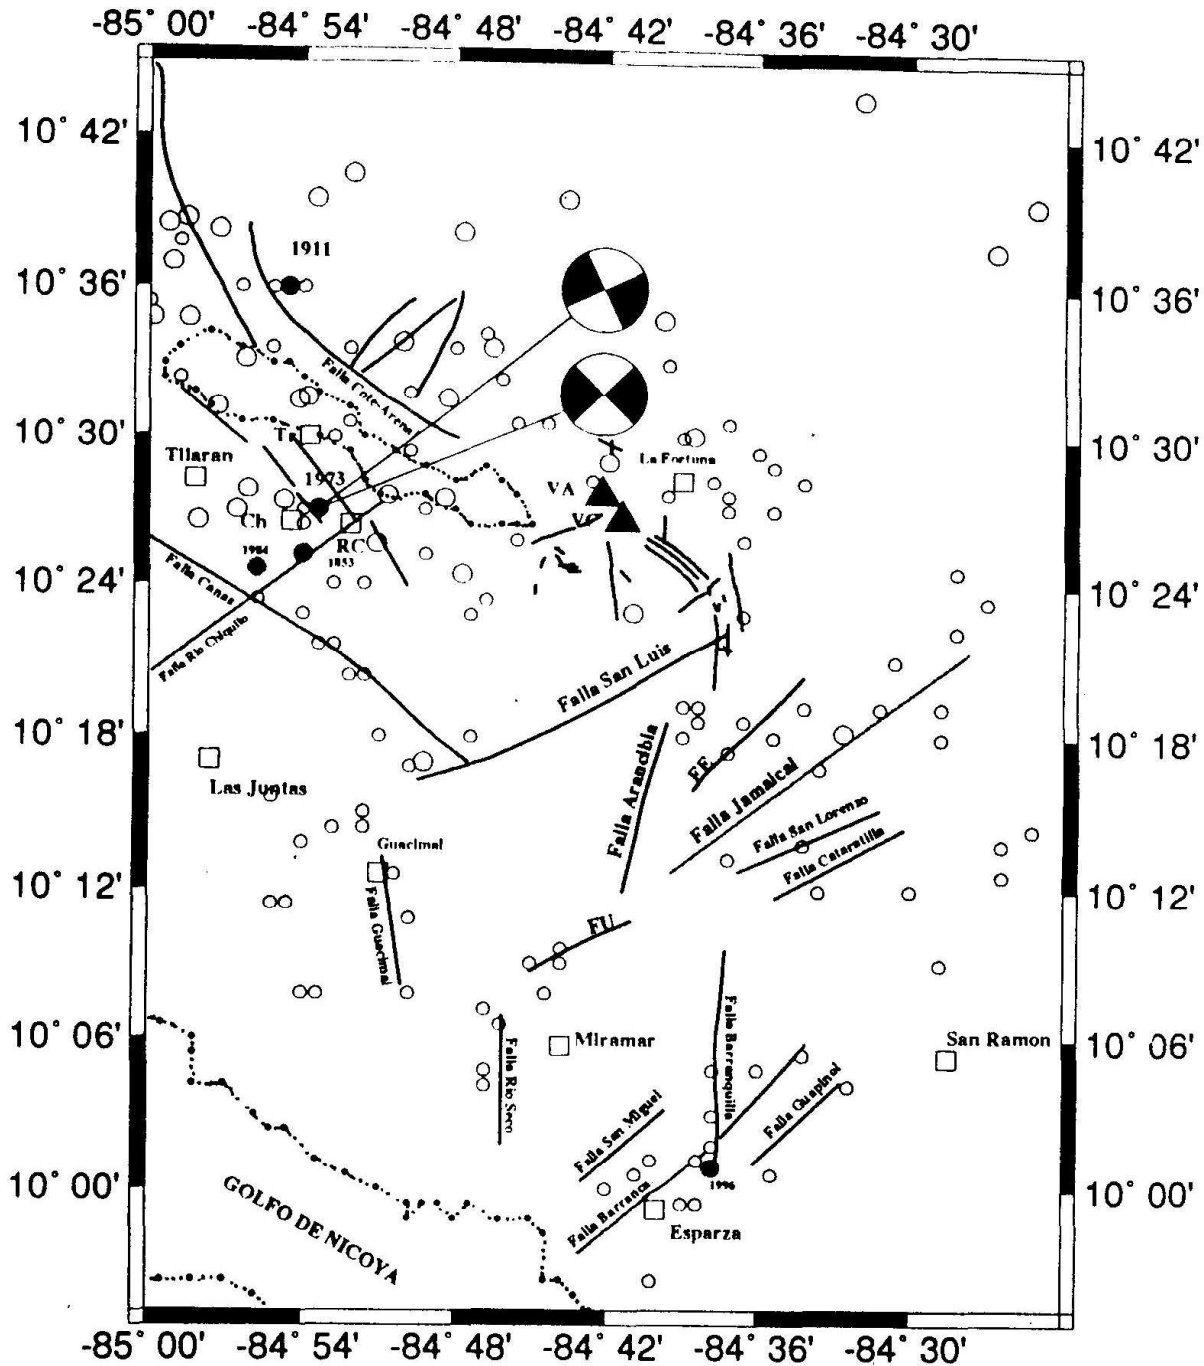 -85° 00' -84° 54' -84° 48' -84° 42' -84° 36' -84° 30'
10° 42' 10° 42'
1911
10° 36' 10° 36'
Falla Cote-Arenal
10° 30' 10° 30'
T
Tilaran
La Fortuna
1973
VA
Ch
VC
RC
1984
1853
10° 24' 10° 24'
Falla Canas
Falla Rio Chiquito
Falla San Luis
10° 18' 10° 18'
Falla Arancibia
FE
Falla Jamaical
Las Juntas
Falla San Lorenzo
Falla Cataratilla
Guacimal
10° 12' 10° 12'
Falla Guacimal
FU
Falla Barranquilla
10° 06' 10° 06'
Miramar
San Ramon
Falla Rio Seco
Falla San Miguel
Falla Guapinol
10° 00' 10° 00'
1996
GOLFO DE NICOYA
Falla Barranca
Esparza
-85° 00' -84° 54' -84° 48' -84° 42' -84° 36' -84° 30'